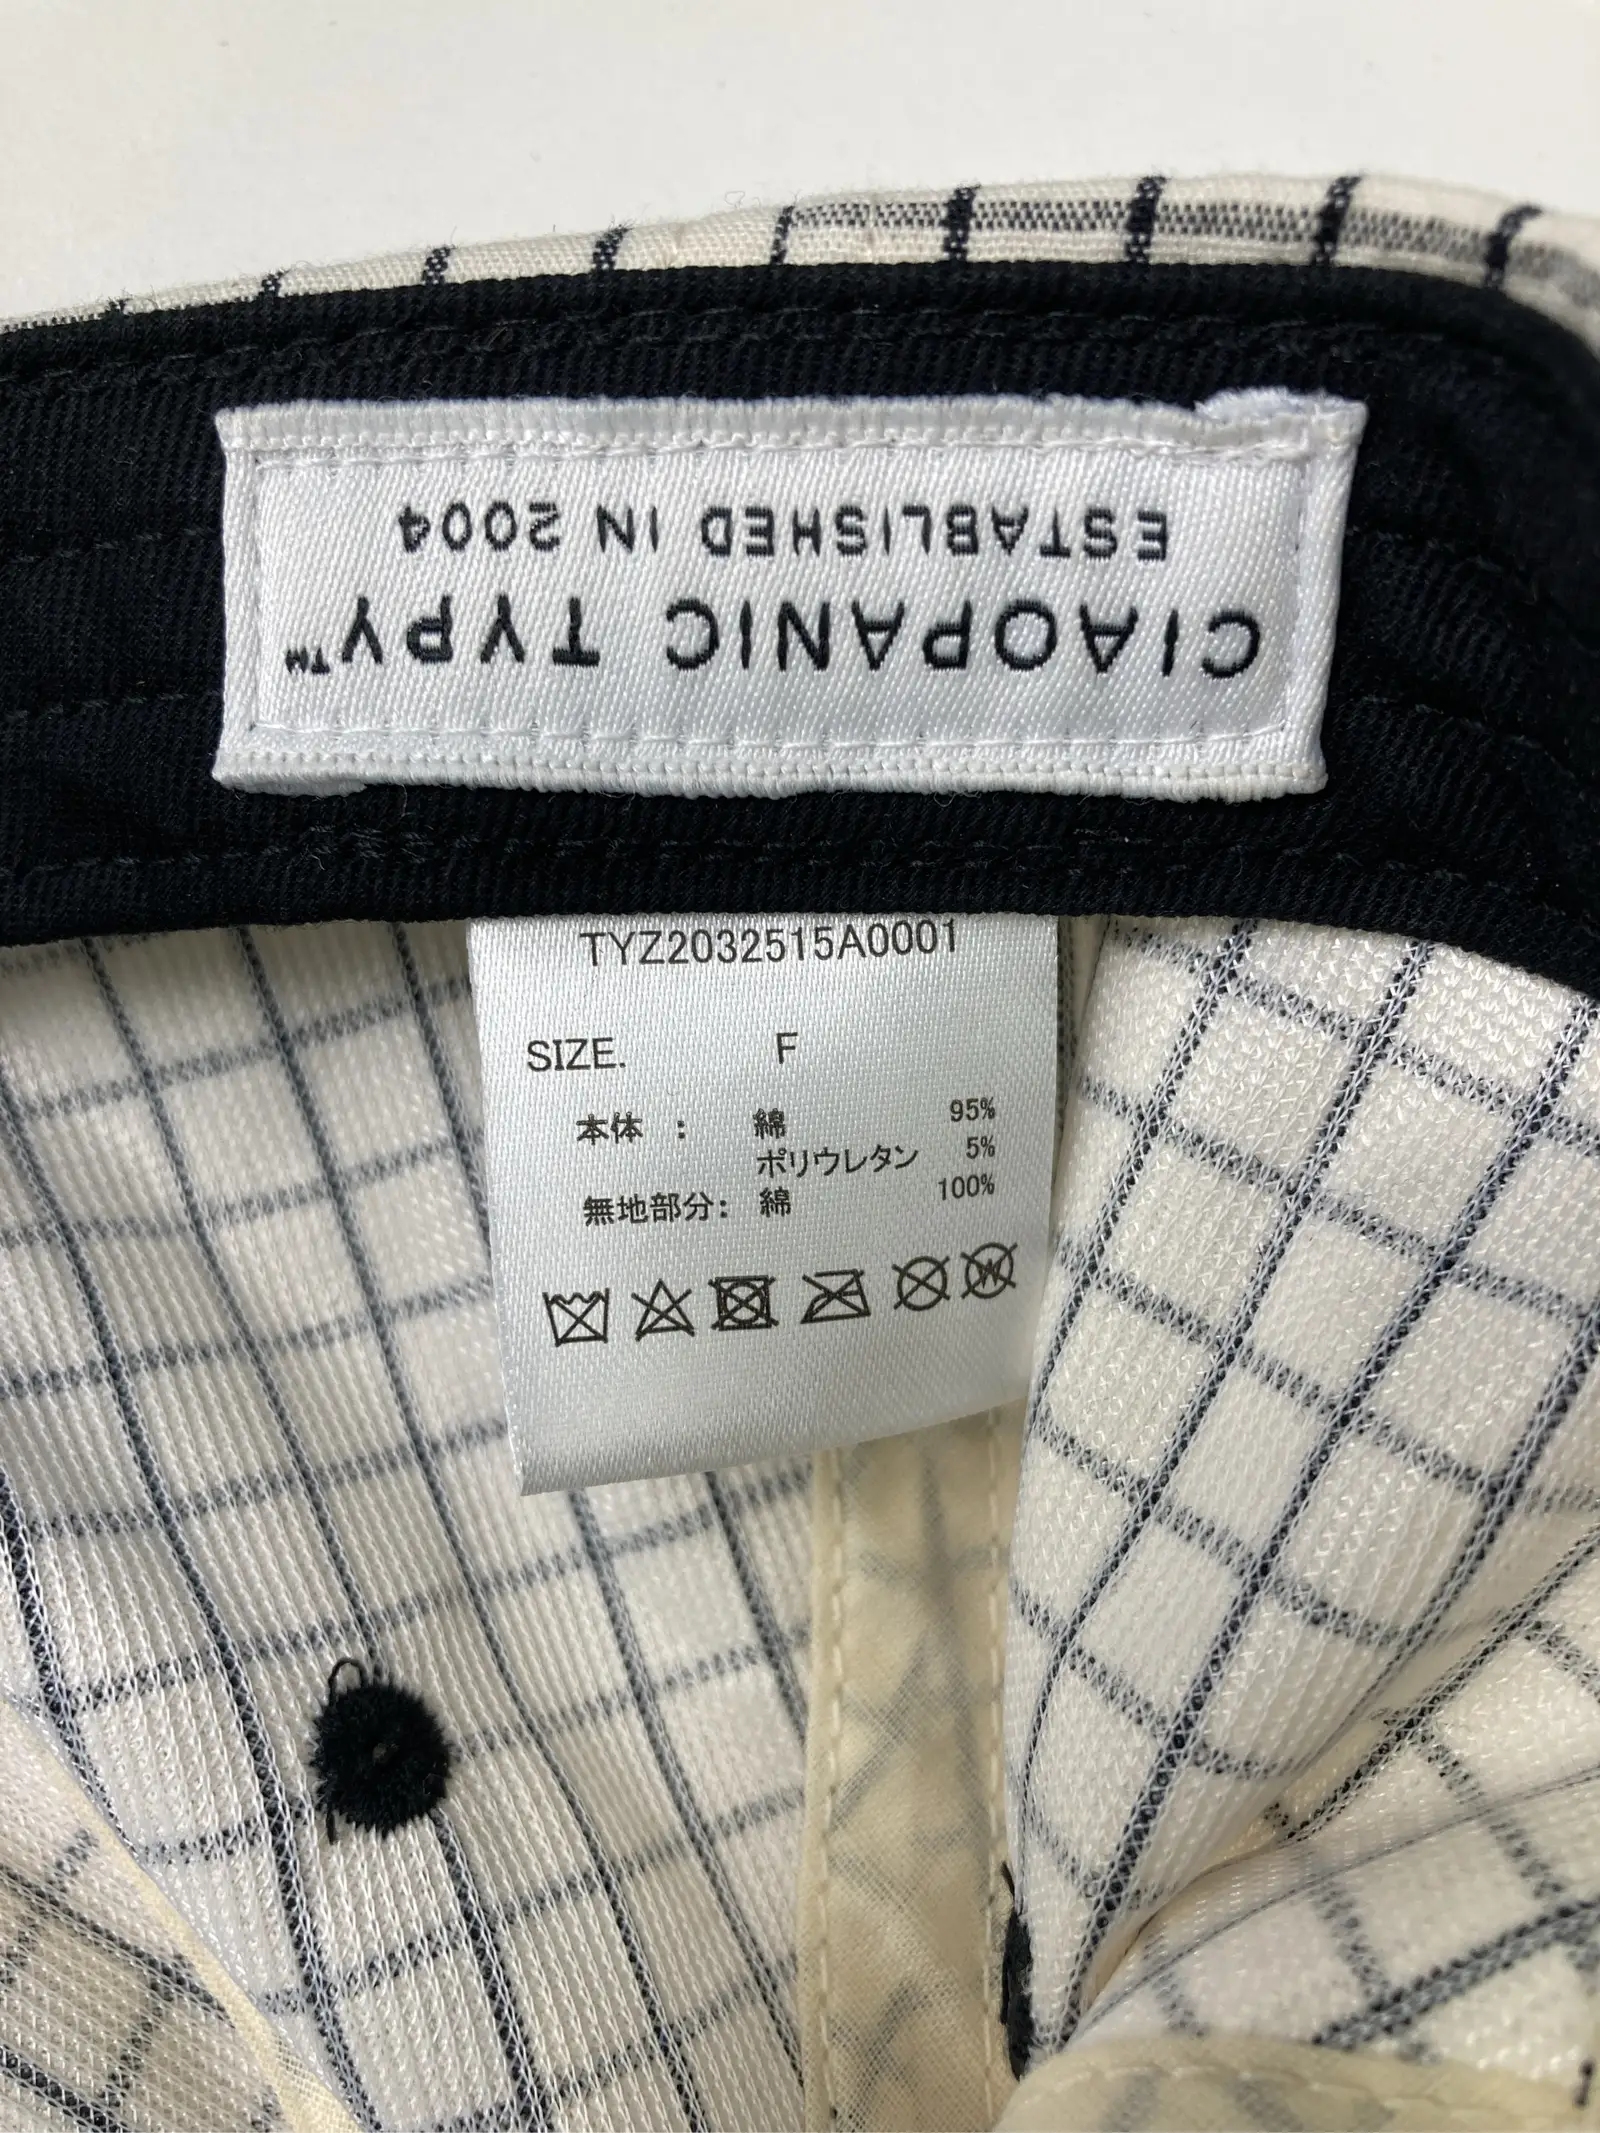 CIAOPANIC TYPY™
ESTABLISHED IN 2004
TYZ2032515A0001
SIZE. F
本体 : 綿 95%
ポリウレタン 5%
無地部分: 綿 100%
W